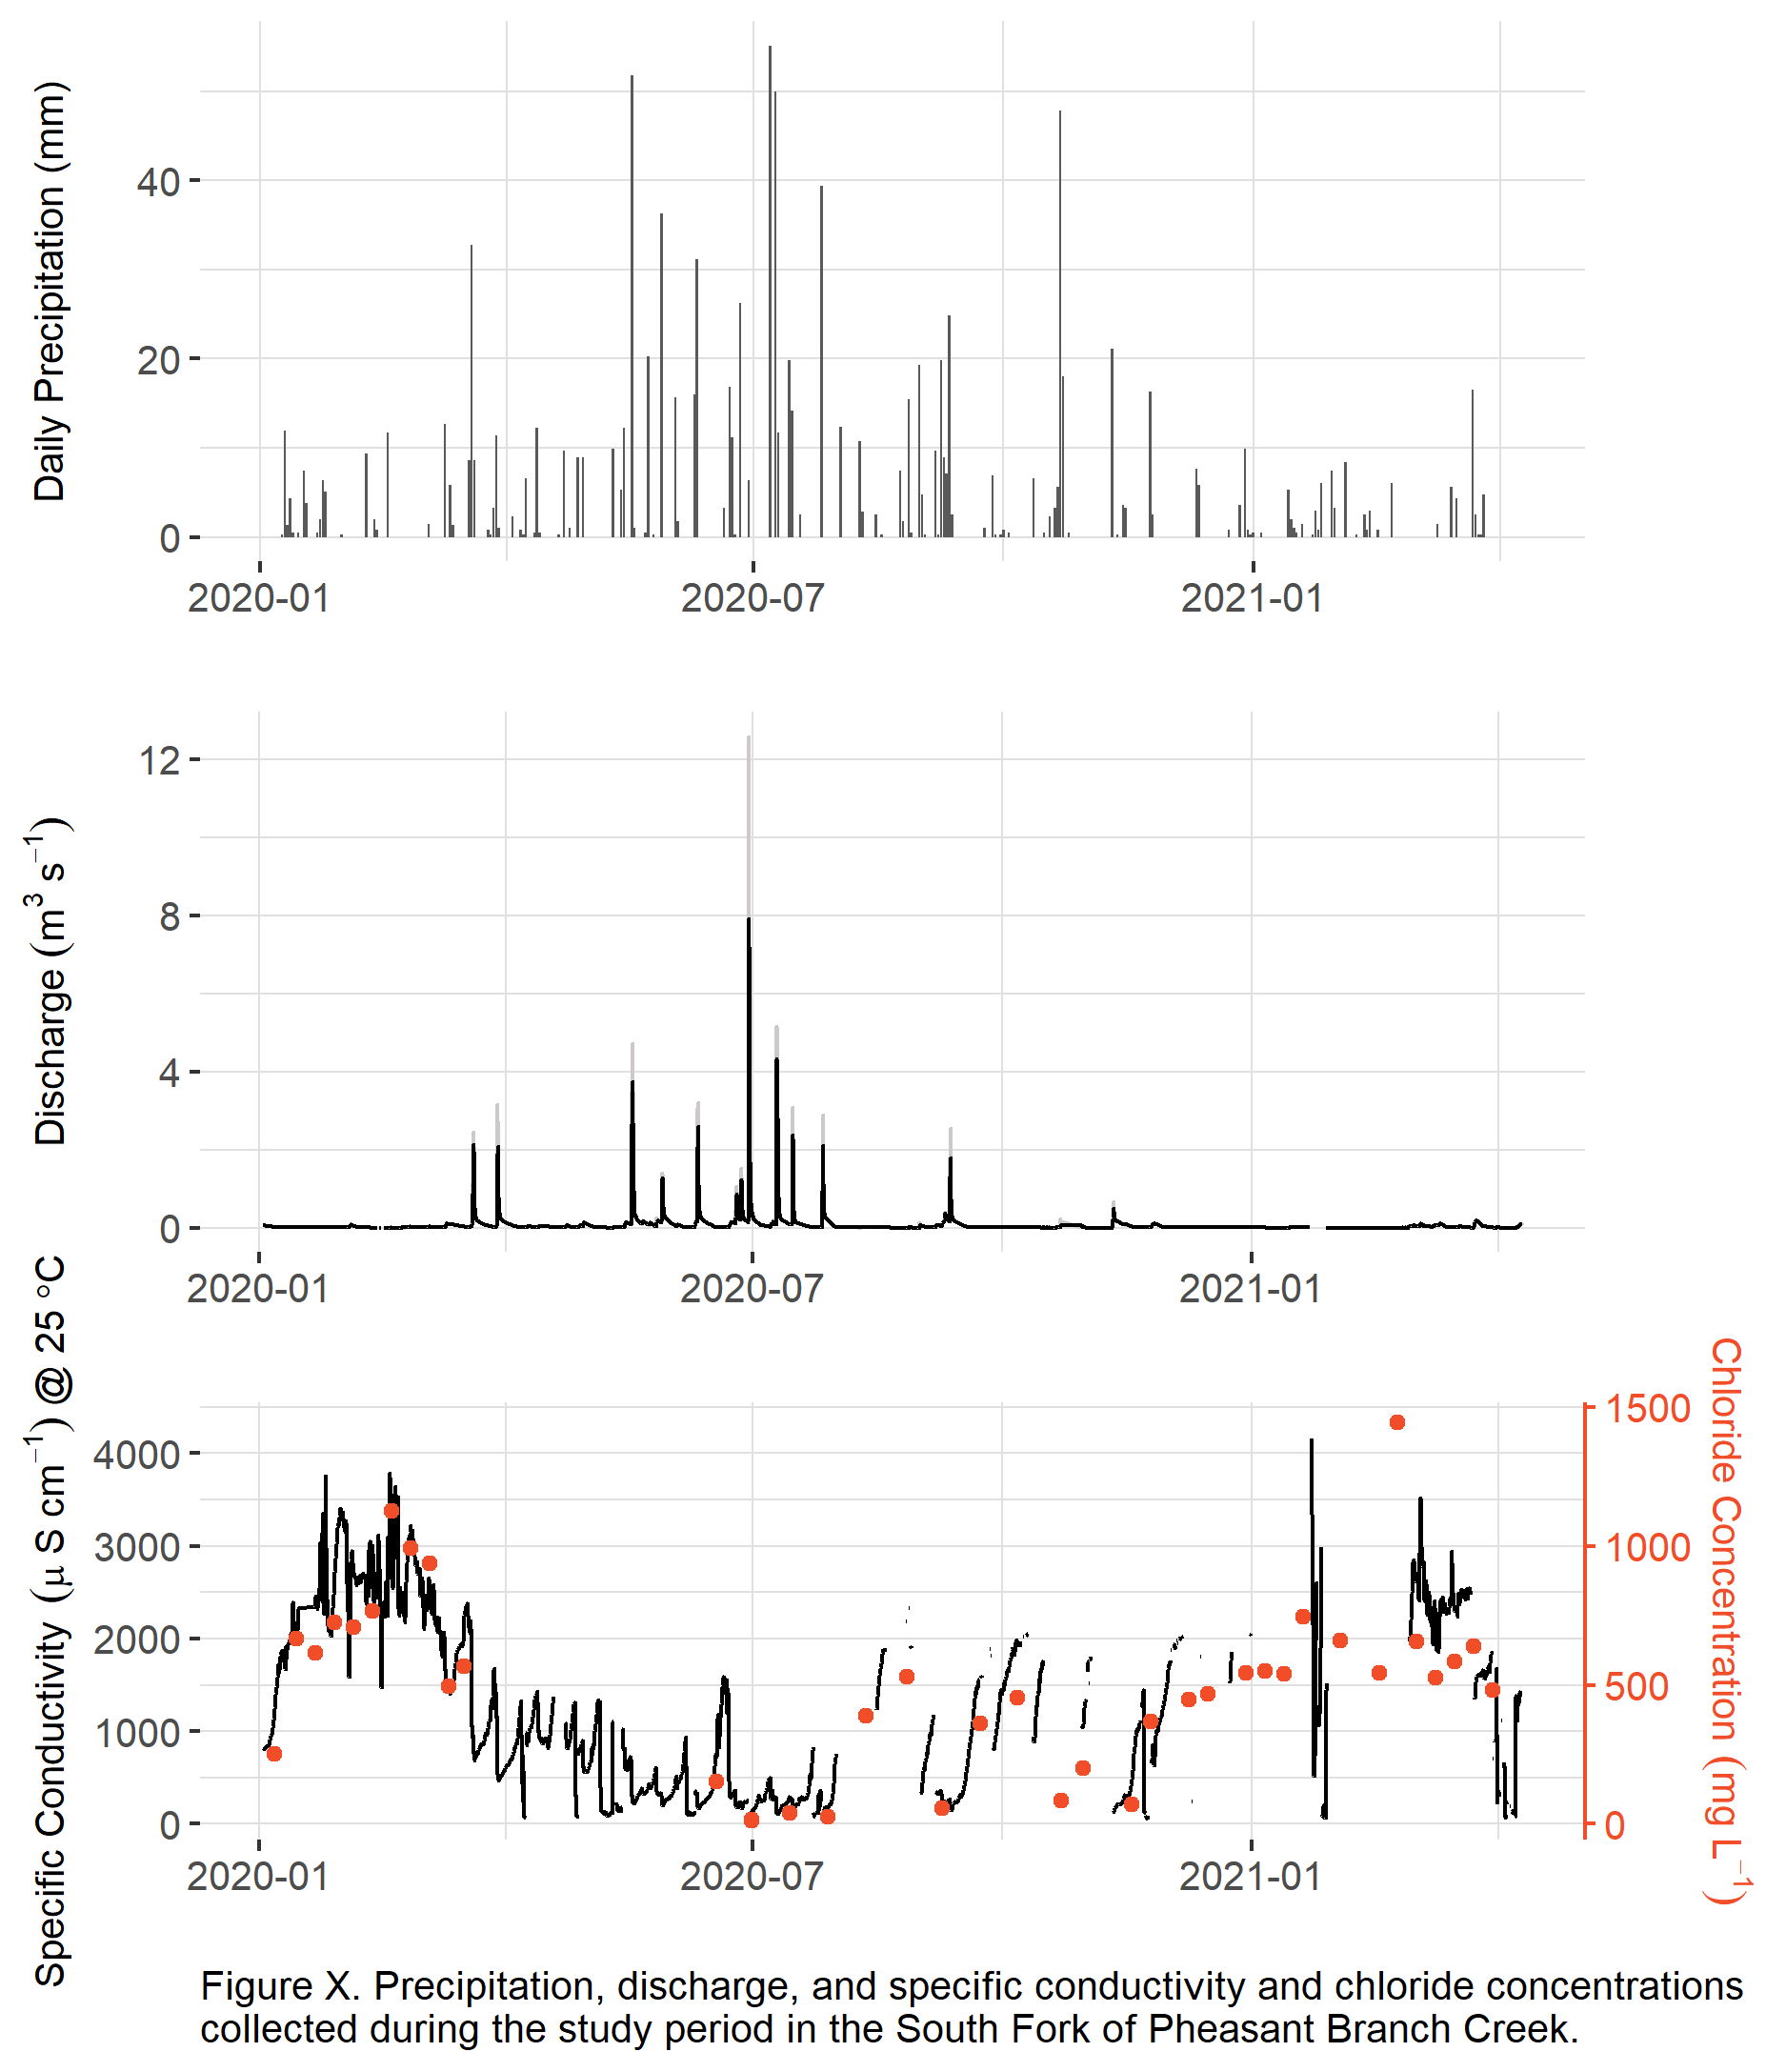 Daily Precipitation (mm)
40
20
0
2020-01 2020-07 2021-01
Discharge (m³ s⁻¹)
12
8
4
0
2020-01 2020-07 2021-01
Specific Conductivity (μ S cm⁻¹) @ 25 °C
4000
3000
2000
1000
0
2020-01 2020-07 2021-01
1500
1000
500
0
Chloride Concentration (mg L⁻¹)
Figure X. Precipitation, discharge, and specific conductivity and chloride concentrations
collected during the study period in the South Fork of Pheasant Branch Creek.